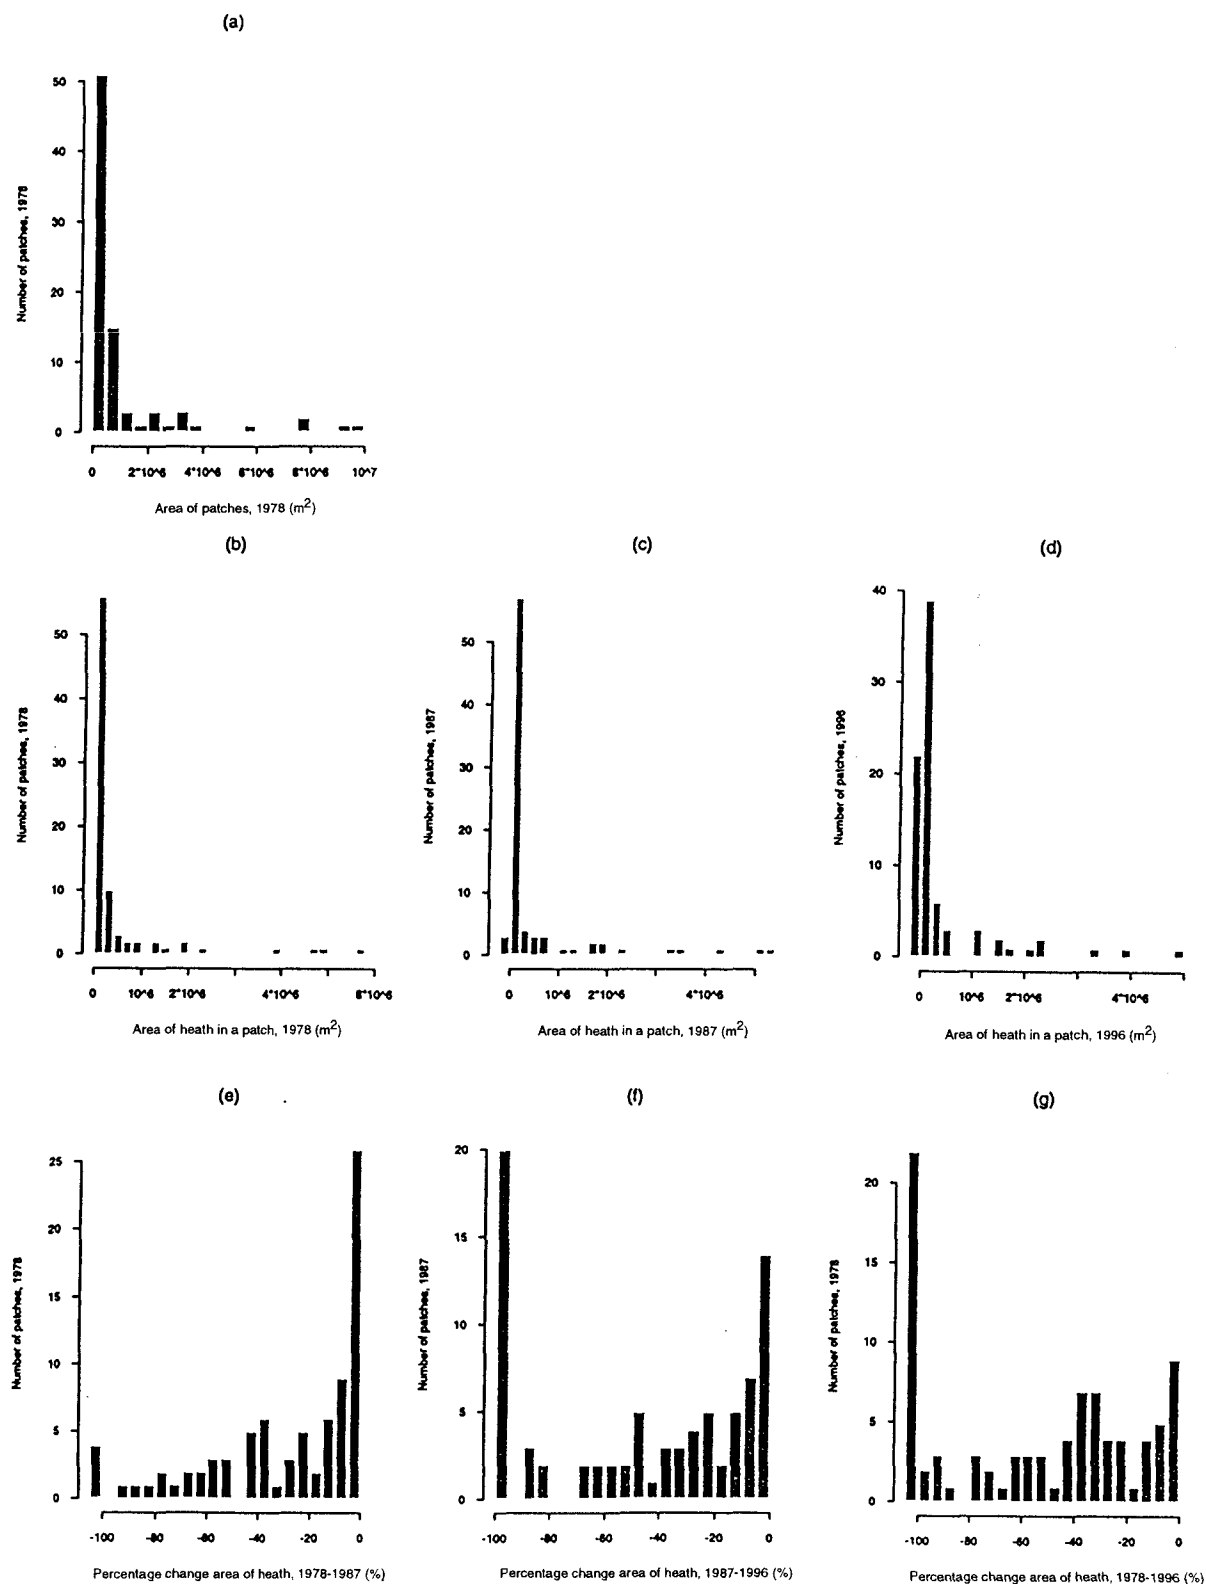 (a)
50
40
30
20
10
0
Number of patches, 1978
0 2*10^6 4*10^6 6*10^6 8*10^6 10^7
Area of patches, 1978 (m2)
(b)
50
40
30
20
10
0
Number of patches, 1978
0 10^6 2*10^6 4*10^6 6*10^6
Area of heath in a patch, 1978 (m2)
(c)
50
40
30
20
10
0
Number of patches, 1987
0 10^6 2*10^6 4*10^6
Area of heath in a patch, 1987 (m2)
(d)
40
30
20
10
0
Number of patches, 1996
0 10^6 2*10^6 4*10^6
Area of heath in a patch, 1996 (m2)
(e)
25
20
15
10
5
0
Number of patches, 1978
-100 -80 -60 -40 -20 0
Percentage change area of heath, 1978-1987 (%)
(f)
20
15
10
5
0
Number of patches, 1987
-100 -80 -60 -40 -20 0
Percentage change area of heath, 1987-1996 (%)
(g)
20
15
10
5
0
Number of patches, 1978
-100 -80 -60 -40 -20 0
Percentage change area of heath, 1978-1996 (%)